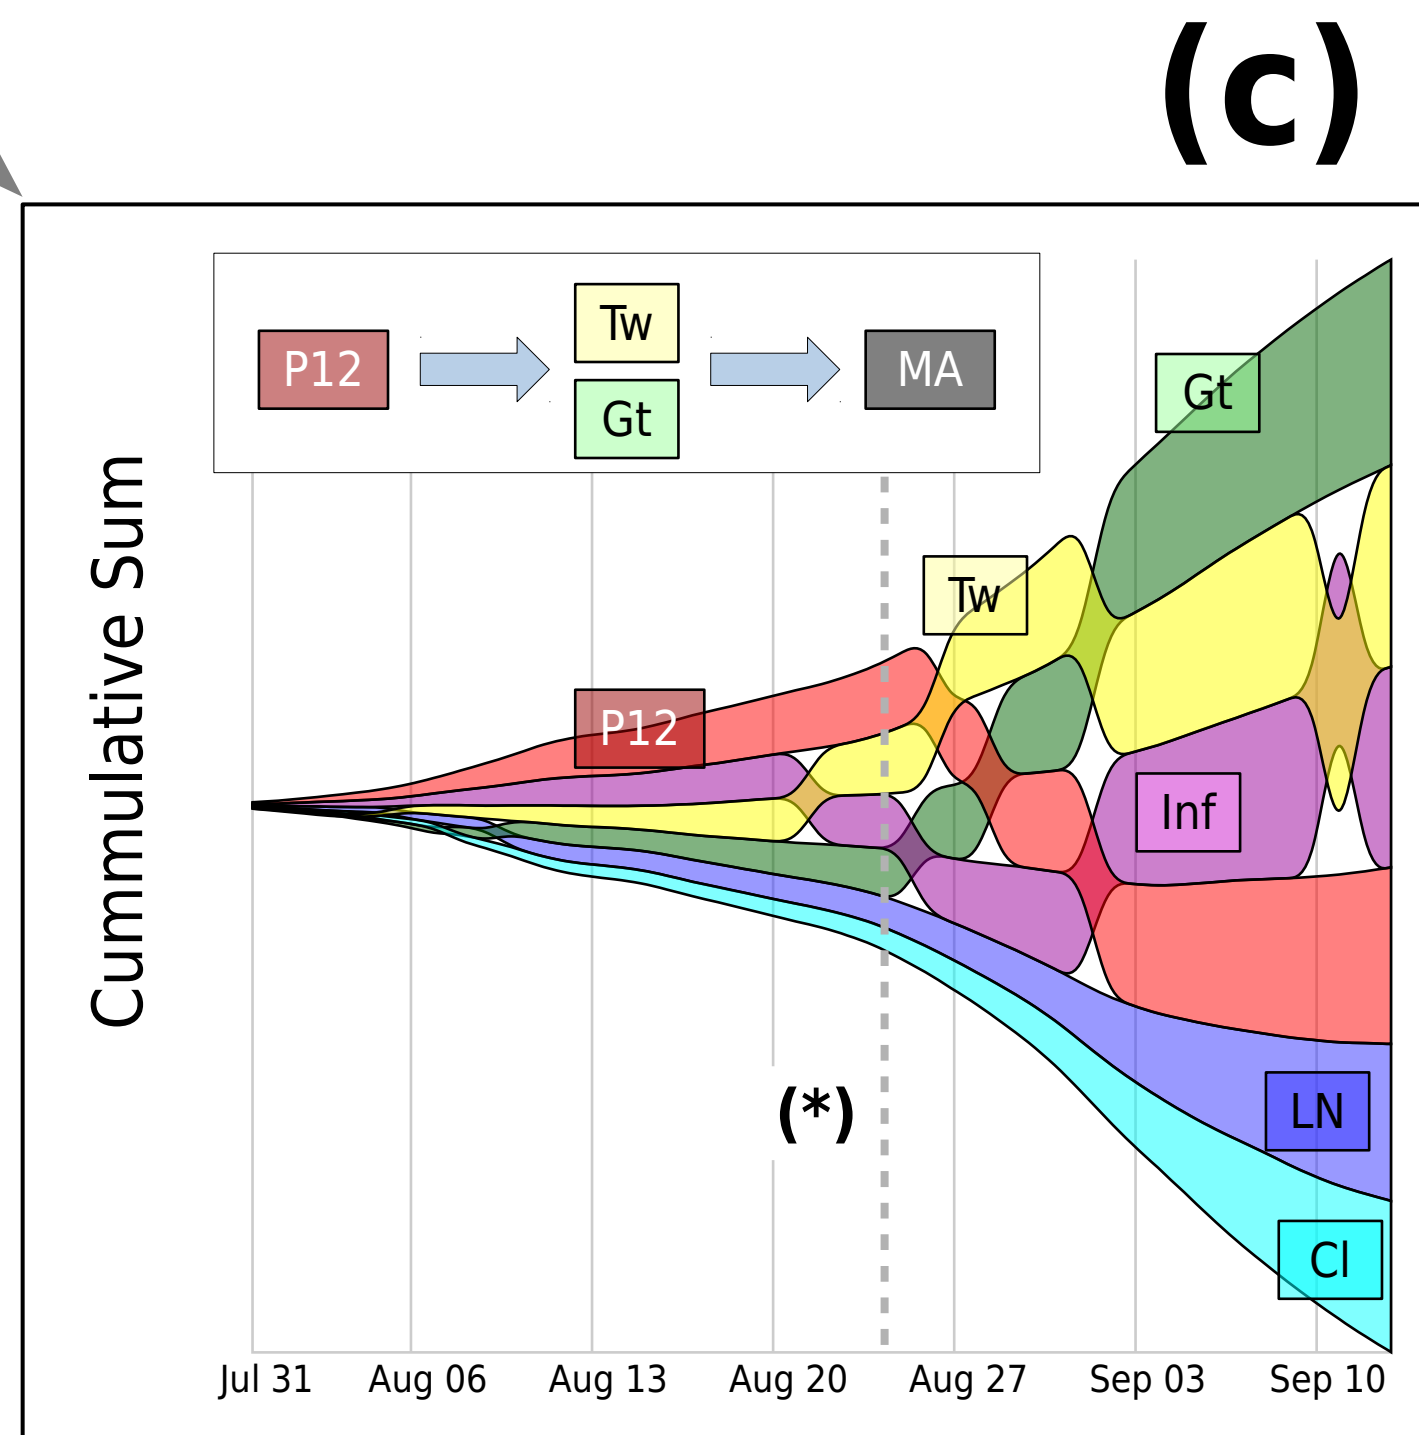 (c)
Tw
P12
MA
Gt
Gt
Tw
P12
Inf
(*)
LN
Cl
Cummulative Sum
Jul 31 Aug 06 Aug 13 Aug 20 Aug 27 Sep 03 Sep 10